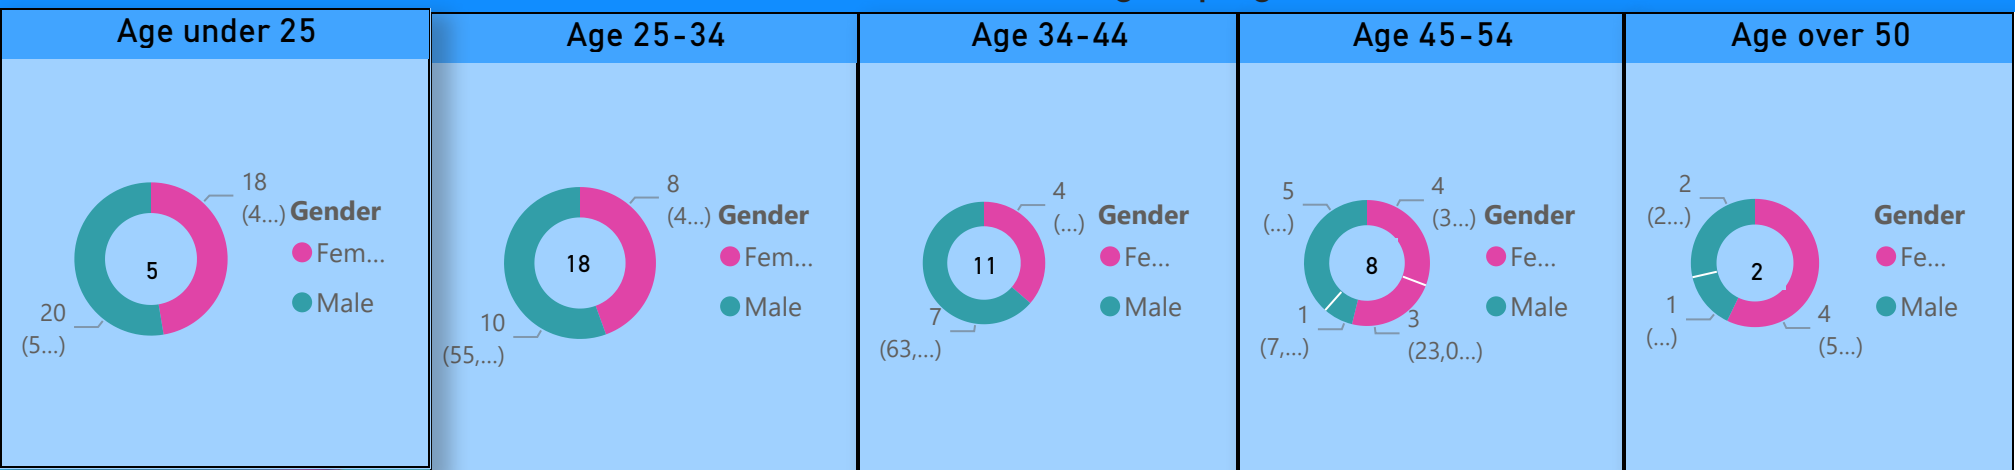 Age under 25
18
(4...)
Gender
Fem...
Male
5
20
(5...)
Age 25-34
8
(4...)
Gender
Fem...
Male
18
10
(55,...)
Age 34-44
4
(...)
Gender
Fe...
Male
11
7
(63,...)
Age 45-54
5
(...)
4
(3...)
Gender
Fe...
Male
8
1
(7,...)
3
(23,0...)
Age over 50
2
(2...)
Gender
Fe...
Male
2
1
(...)
4
(5...)